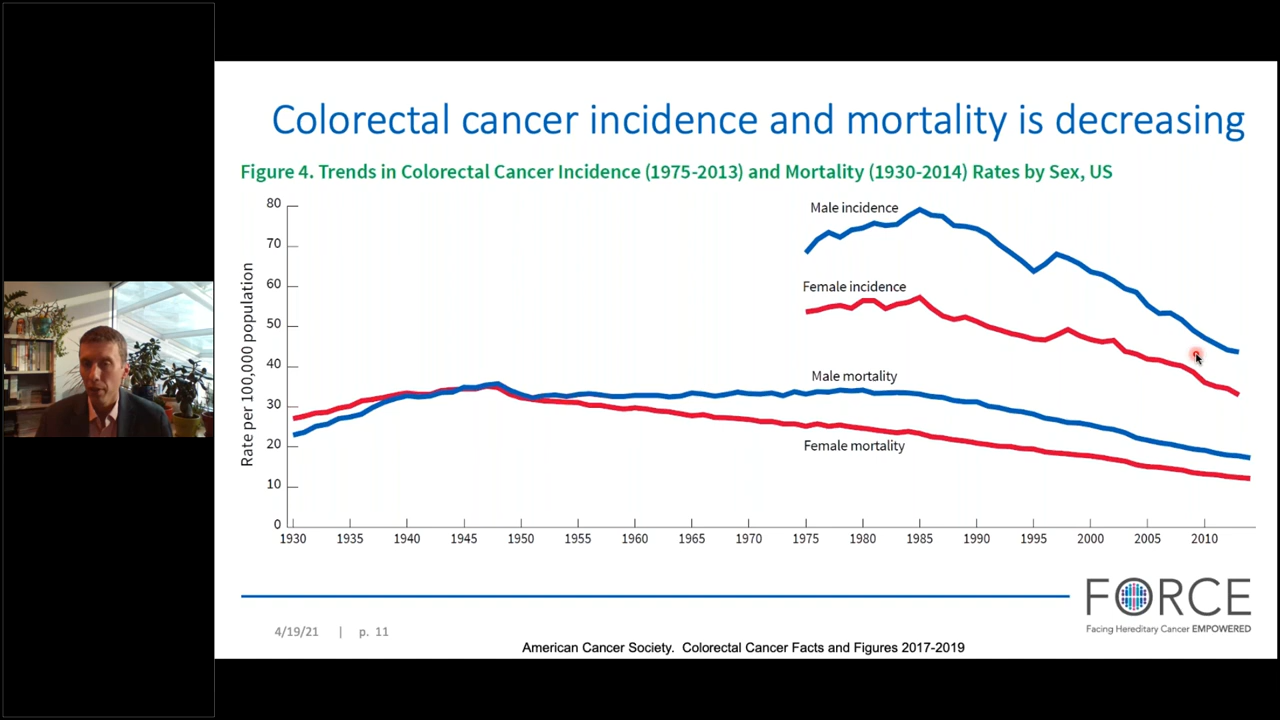 Colorectal cancer incidence and mortality is decreasing
Figure 4. Trends in Colorectal Cancer Incidence (1975-2013) and Mortality (1930-2014) Rates by Sex, US
Rate per 100,000 population
80
70
60
50
40
30
20
10
0
Male incidence
Female incidence
Male mortality
Female mortality
1930 1935 1940 1945 1950 1955 1960 1965 1970 1975 1980 1985 1990 1995 2000 2005 2010
FORCE
Facing Hereditary Cancer EMPOWERED
4/19/21 | p. 11
American Cancer Society. Colorectal Cancer Facts and Figures 2017-2019